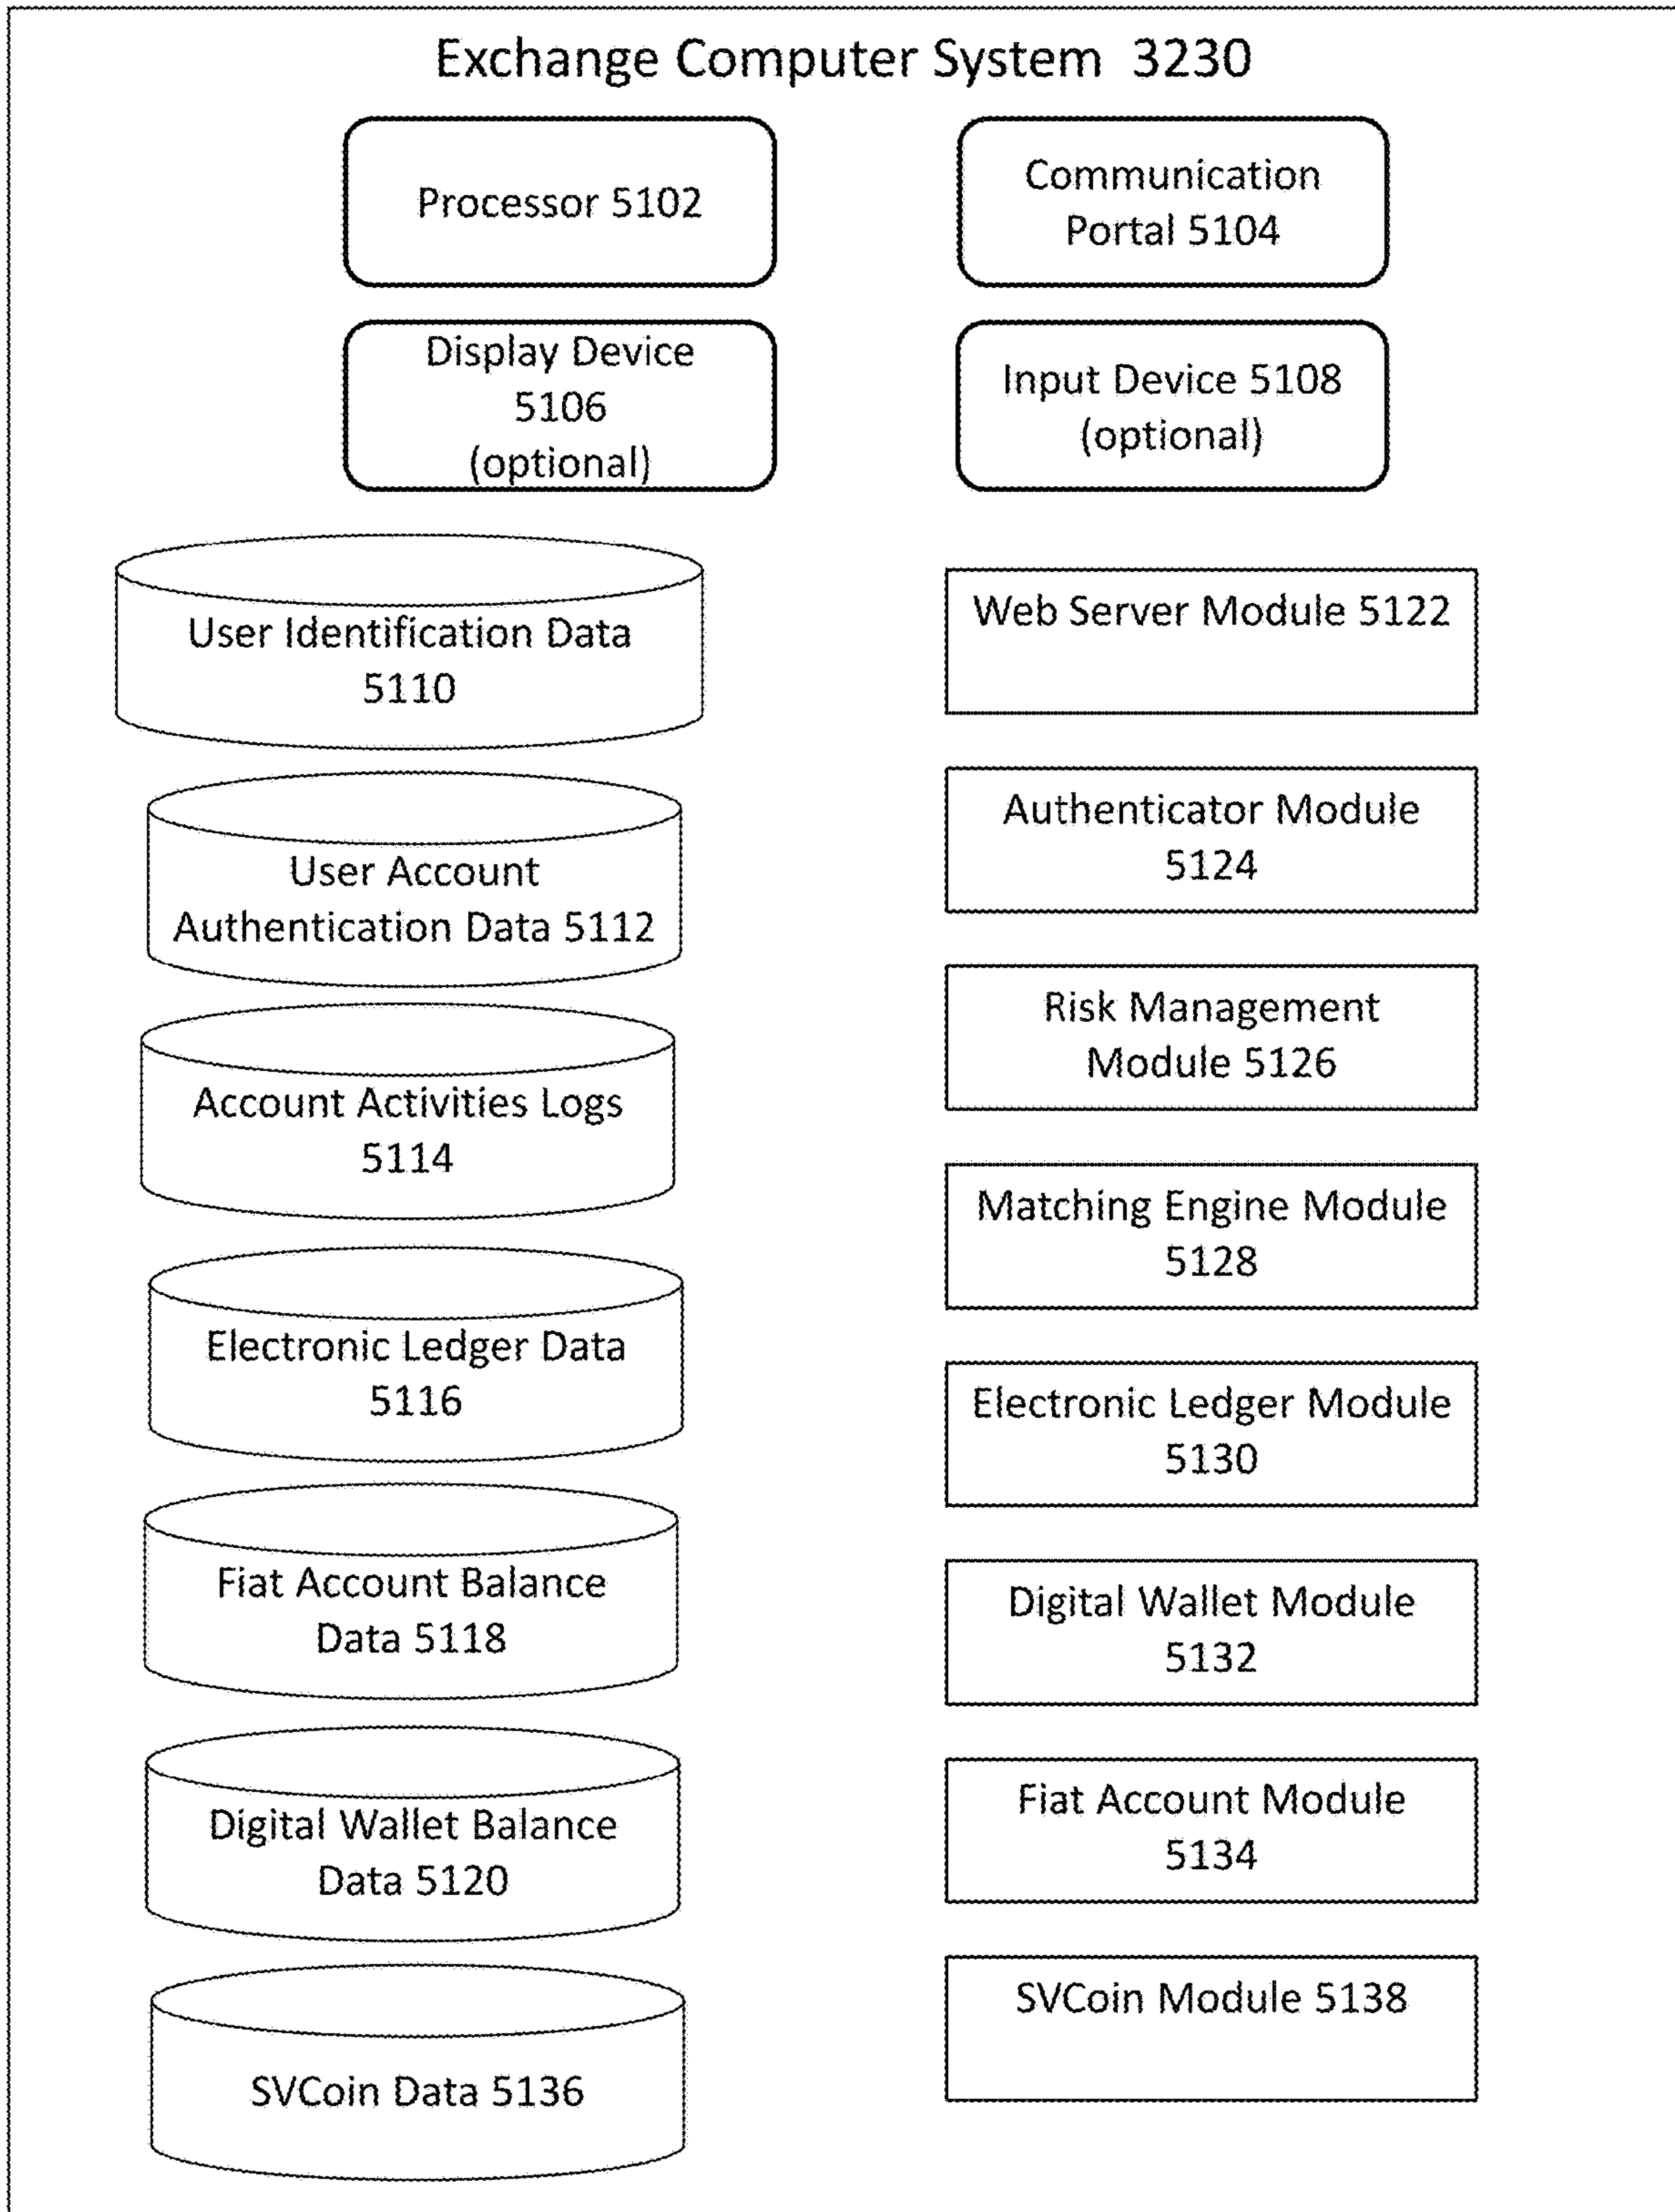 Exchange Computer System 3230
Processor 5102
Communication
Portal 5104
Display Device
5106
(optional)
Input Device 5108
(optional)
User Identification Data
5110
User Account
Authentication Data 5112
Account Activities Logs
5114
Electronic Ledger Data
5116
Fiat Account Balance
Data 5118
Digital Wallet Balance
Data 5120
SVCoin Data 5136
Web Server Module 5122
Authenticator Module
5124
Risk Management
Module 5126
Matching Engine Module
5128
Electronic Ledger Module
5130
Digital Wallet Module
5132
Fiat Account Module
5134
SVCoin Module 5138